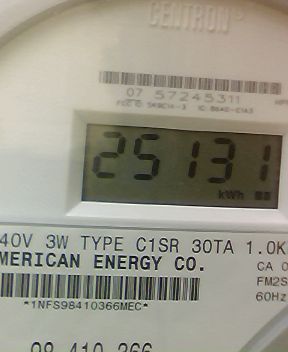 CENTRON®
07 57245311
25131
kWh
40V 3W TYPE C1SR 30TA 1.0K
MERICAN ENERGY CO.
CA 0
FM2S
*1NFS98410366MEC*
60Hz
98 410 366